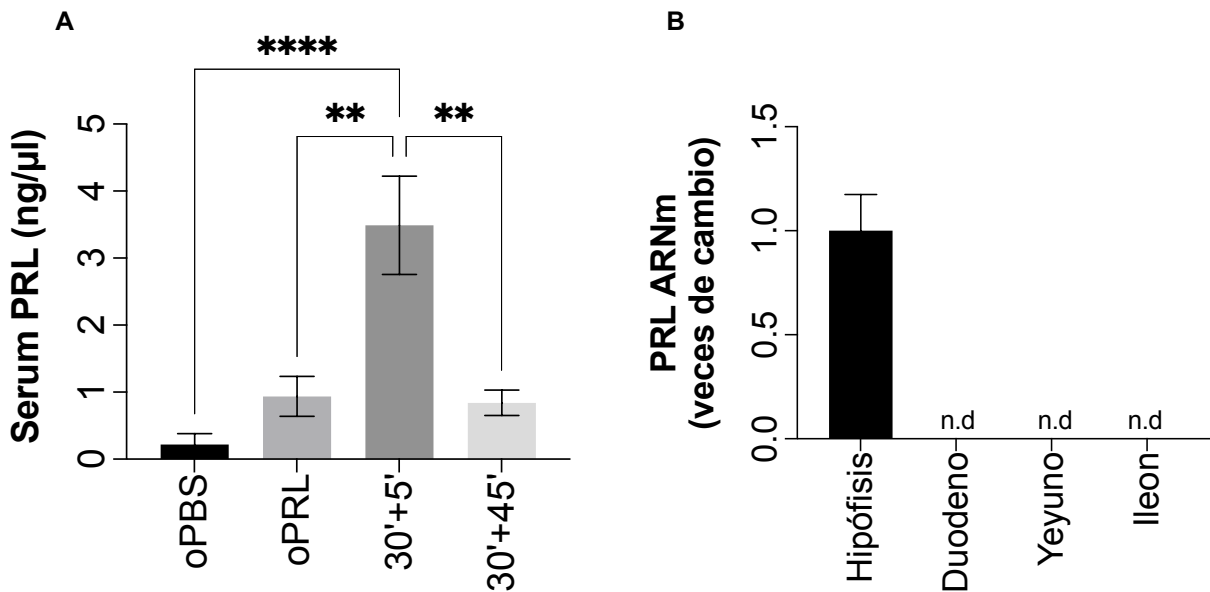 A
****
**
**
Serum PRL (ng/µl)
5
4
3
2
1
0
oPBS
oPRL
30'+5'
30'+45'
B
PRL ARNm
(veces de cambio)
1.5
1.0
0.5
0.0
n.d
n.d
n.d
Hipófisis
Duodeno
Yeyuno
Ileon